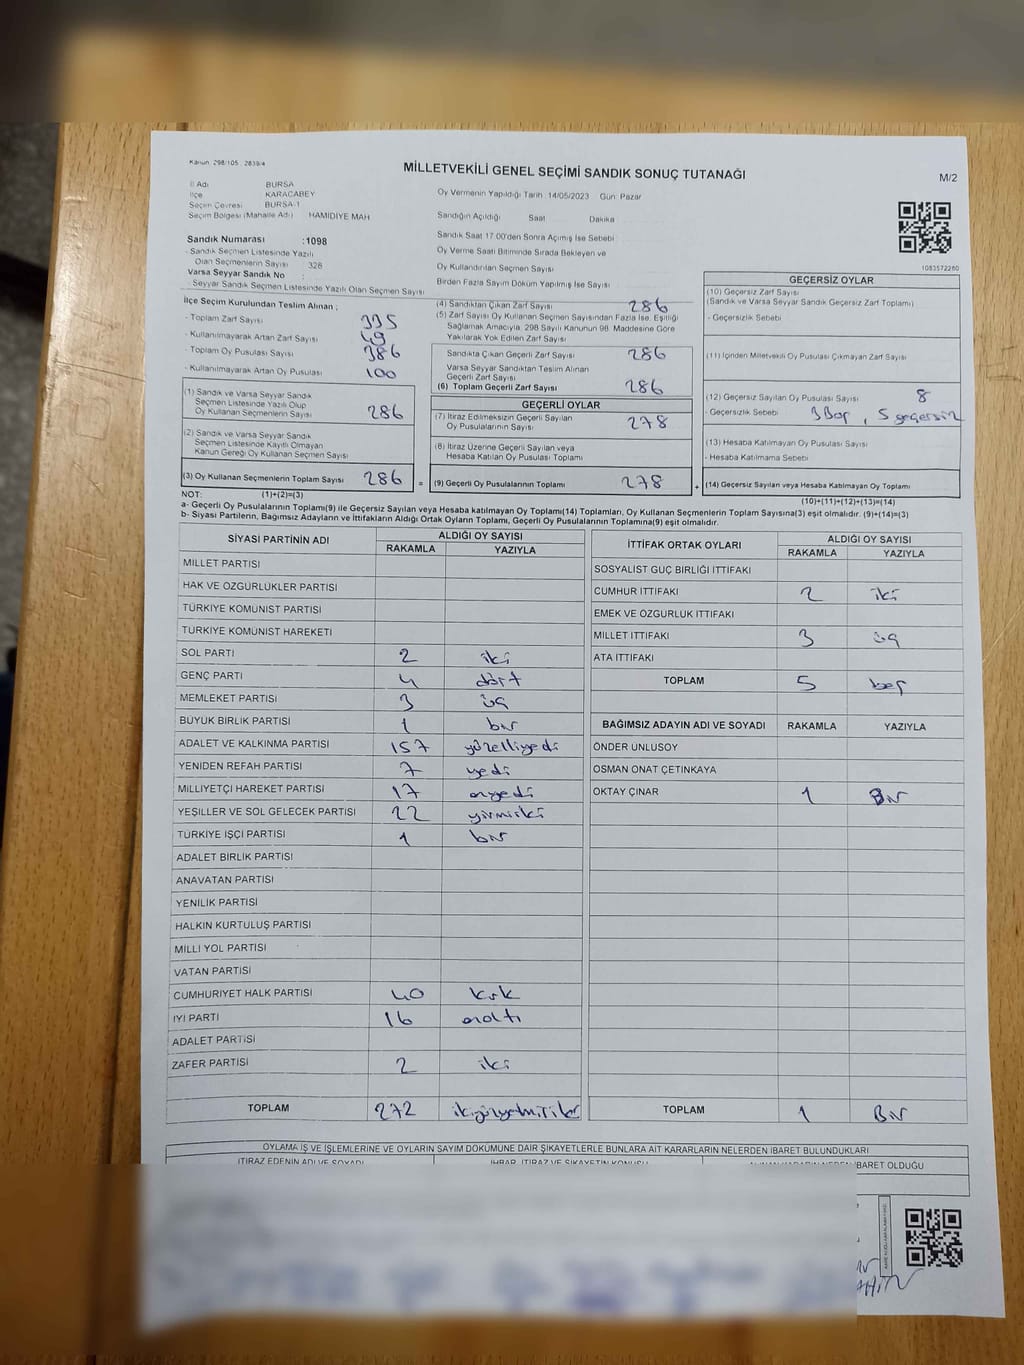 Kanun: 298/105 , 2839/4
MİLLETVEKİLİ GENEL SEÇİMİ SANDIK SONUÇ TUTANAĞI
M/2
İl Adı BURSA
İlçe KARACABEY
Seçim Çevresi BURSA-1
Seçim Bölgesi (Mahalle Adı) HAMİDİYE MAH
Sandık Numarası :1098
- Sandık Seçmen Listesinde Yazılı
Olan Seçmenlerin Sayısı : 328
Varsa Seyyar Sandık No :
- Seyyar Sandık Seçmen Listesinde Yazılı Olan Seçmen Sayısı
Oy Vermenin Yapıldığı Tarih :14/05/2023 Gün: Pazar
Sandığın Açıldığı Saat Dakika
Sandık Saat 17.00'den Sonra Açılmış İse Sebebi
Oy Verme Saati Bitiminde Sırada Bekleyen ve
Oy Kullandırılan Seçmen Sayısı
Birden Fazla Sayım Döküm Yapılmış İse Sayısı
1083572280
İlçe Seçim Kurulundan Teslim Alınan ;
- Toplam Zarf Sayısı 335
- Kullanılmayarak Artan Zarf Sayısı 49
- Toplam Oy Pusulası Sayısı 386
- Kullanılmayarak Artan Oy Pusulası 100
(1) Sandık ve Varsa Seyyar Sandık
Seçmen Listesinde Yazılı Olup
Oy Kullanan Seçmenlerin Sayısı 286
(2) Sandık ve Varsa Seyyar Sandık
Seçmen Listesinde Kayıtlı Olmayan
Kanun Gereği Oy Kullanan Seçmen Sayısı
(3) Oy Kullanan Seçmenlerin Toplam Sayısı 286 =
(4) Sandıktan Çıkan Zarf Sayısı 286
(5) Zarf Sayısı Oy Kullanan Seçmen Sayısından Fazla İse, Eşitliği
Sağlamak Amacıyla, 298 Sayılı Kanunun 98. Maddesine Göre
Yakılarak Yok Edilen Zarf Sayısı
Sandıkta Çıkan Geçerli Zarf Sayısı 286
Varsa Seyyar Sandıktan Teslim Alınan
Geçerli Zarf Sayısı
(6) Toplam Geçerli Zarf Sayısı 286
GEÇERLİ OYLAR
(7) İtiraz Edilmeksizin Geçerli Sayılan
Oy Pusulalarının Sayısı 278
(8) İtiraz Üzerine Geçerli Sayılan veya
Hesaba Katılan Oy Pusulası Toplamı
(9) Geçerli Oy Pusulalarının Toplamı 278 +
GEÇERSİZ OYLAR
(10) Geçersiz Zarf Sayısı
(Sandık ve Varsa Seyyar Sandık Geçersiz Zarf Toplamı)
- Geçersizlik Sebebi
(11) İçinden Milletvekili Oy Pusulası Çıkmayan Zarf Sayısı
(12) Geçersiz Sayılan Oy Pusulası Sayısı 8
- Geçersizlik Sebebi 3 Boş , 5 geçersiz
(13) Hesaba Katılmayan Oy Pusulası Sayısı
- Hesaba Katılmama Sebebi
(14) Geçersiz Sayılan veya Hesaba Katılmayan Oy Toplamı
NOT: (1)+(2)=(3) (10)+(11)+(12)+(13)=(14)
a- Geçerli Oy Pusulalarının Toplamı(9) ile Geçersiz Sayılan veya Hesaba katılmayan Oy Toplamı(14) Toplamları, Oy Kullanan Seçmenlerin Toplam Sayısına(3) eşit olmalıdır. (9)+(14)=(3)
b- Siyasi Partilerin, Bağımsız Adayların ve İttifakların Aldığı Ortak Oyların Toplamı, Geçerli Oy Pusulalarının Toplamına(9) eşit olmalıdır.
SİYASİ PARTİNİN ADI ALDIĞI OY SAYISI
RAKAMLA YAZIYLA
MİLLET PARTİSİ
HAK VE ÖZGÜRLÜKLER PARTİSİ
TÜRKİYE KOMÜNİST PARTİSİ
TÜRKİYE KOMÜNİST HAREKETİ
SOL PARTİ 2 iki
GENÇ PARTİ 4 dört
MEMLEKET PARTİSİ 3 üç
BÜYÜK BİRLİK PARTİSİ 1 bir
ADALET VE KALKINMA PARTİSİ 157 yüzelliyedi
YENİDEN REFAH PARTİSİ 7 yedi
MİLLİYETÇİ HAREKET PARTİSİ 17 onyedi
YEŞİLLER VE SOL GELECEK PARTİSİ 22 yirmiiki
TÜRKİYE İŞÇİ PARTİSİ 1 bir
ADALET BİRLİK PARTİSİ
ANAVATAN PARTİSİ
YENİLİK PARTİSİ
HALKIN KURTULUŞ PARTİSİ
MİLLİ YOL PARTİSİ
VATAN PARTİSİ
CUMHURİYET HALK PARTİSİ 40 kırk
İYİ PARTİ 16 onaltı
ADALET PARTİSİ
ZAFER PARTİSİ 2 iki
TOPLAM 272 ikiyüzyetmişiki
İTTİFAK ORTAK OYLARI ALDIĞI OY SAYISI
RAKAMLA YAZIYLA
SOSYALİST GÜÇ BİRLİĞİ İTTİFAKI
CUMHUR İTTİFAKI 2 iki
EMEK VE ÖZGÜRLÜK İTTİFAKI
MİLLET İTTİFAKI 3 üç
ATA İTTİFAKI
TOPLAM 5 beş
BAĞIMSIZ ADAYIN ADI VE SOYADI RAKAMLA YAZIYLA
ÖNDER ÜNLÜSOY
OSMAN ONAT ÇETİNKAYA
OKTAY ÇINAR 1 Bir
TOPLAM 1 Bir
OYLAMA İŞ VE İŞLEMLERİNE VE OYLARIN SAYIM DÖKÜMÜNE DAİR ŞİKAYETLERLE BUNLARA AİT KARARLARIN NELERDEN İBARET BULUNDUKLARI
İTİRAZ EDENİN ADI VE SOYADI İHBAR, İTİRAZ VE ŞİKAYETİN KONUSU İBARET OLDUĞU